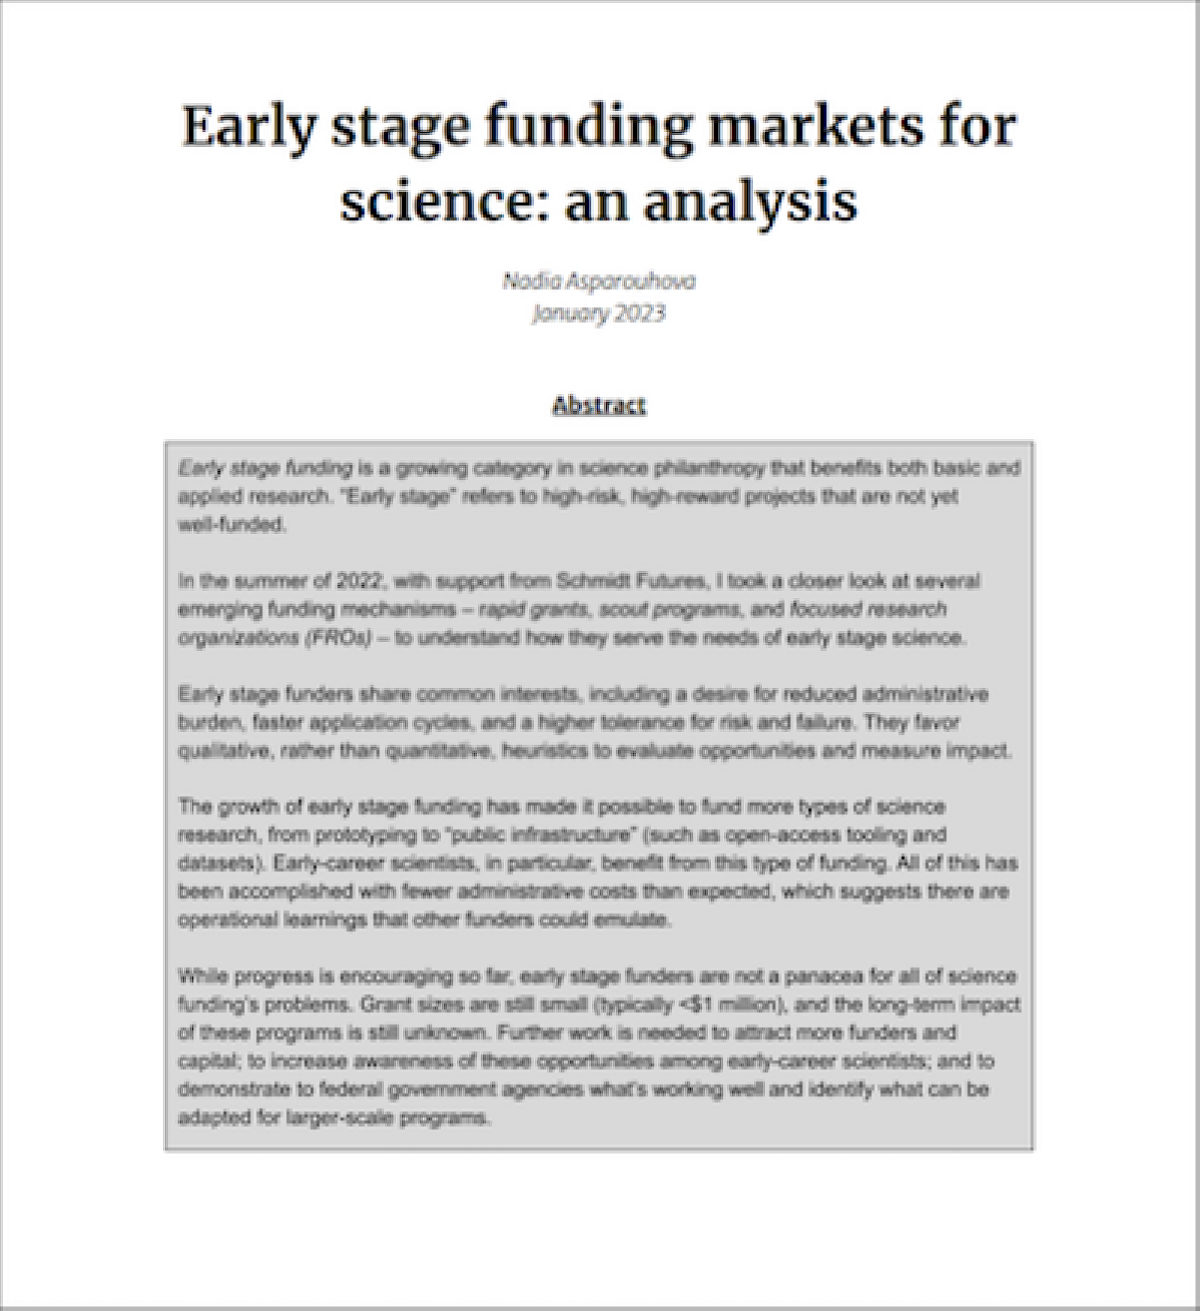 Early stage funding markets for
science: an analysis
Nadia Asparouhova
January 2023
Abstract
Early stage funding is a growing category in science philanthropy that benefits both basic and
applied research. "Early stage" refers to high-risk, high-reward projects that are not yet
well-funded.
In the summer of 2022, with support from Schmidt Futures, I took a closer look at several
emerging funding mechanisms – rapid grants, scout programs, and focused research
organizations (FROs) – to understand how they serve the needs of early stage science.
Early stage funders share common interests, including a desire for reduced administrative
burden, faster application cycles, and a higher tolerance for risk and failure. They favor
qualitative, rather than quantitative, heuristics to evaluate opportunities and measure impact.
The growth of early stage funding has made it possible to fund more types of science
research, from prototyping to "public infrastructure" (such as open-access tooling and
datasets). Early-career scientists, in particular, benefit from this type of funding. All of this has
been accomplished with fewer administrative costs than expected, which suggests there are
operational learnings that other funders could emulate.
While progress is encouraging so far, early stage funders are not a panacea for all of science
funding's problems. Grant sizes are still small (typically <$1 million), and the long-term impact
of these programs is still unknown. Further work is needed to attract more funders and
capital; to increase awareness of these opportunities among early-career scientists; and to
demonstrate to federal government agencies what's working well and identify what can be
adapted for larger-scale programs.